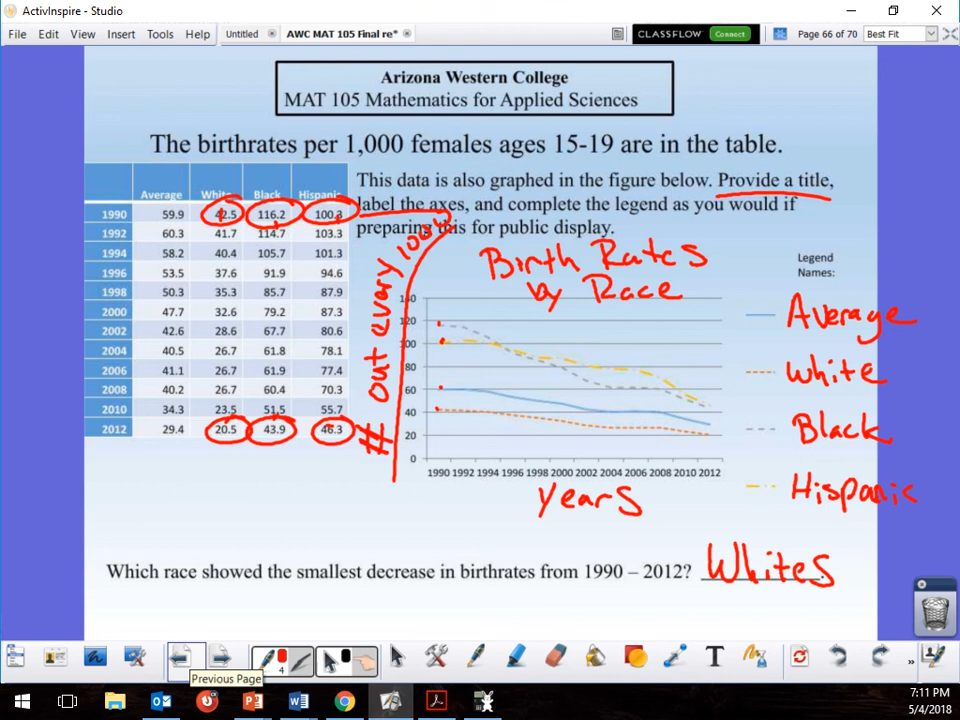 ActivInspire - Studio
File Edit View Insert Tools Help Untitled AWC MAT 105 Final re* CLASSFLOW Connect Page 66 of 70 Best Fit
Arizona Western College
MAT 105 Mathematics for Applied Sciences
The birthrates per 1,000 females ages 15-19 are in the table.
Average White Black Hispanic
1990 59.9 42.5 116.2 100.3
1992 60.3 41.7 114.7 103.3
1994 58.2 40.4 105.7 101.3
1996 53.5 37.6 91.9 94.6
1998 50.3 35.3 85.7 87.9
2000 47.7 32.6 79.2 87.3
2002 42.6 28.6 67.7 80.6
2004 40.5 26.7 61.8 78.1
2006 41.1 26.7 61.9 77.4
2008 40.2 26.7 60.4 70.3
2010 34.3 23.5 51.5 55.7
2012 29.4 20.5 43.9 46.3
This data is also graphed in the figure below. Provide a title,
label the axes, and complete the legend as you would if
preparing this for public display.
# out every
Birth Rates
by Race
140
120
100
80
60
40
20
0
1990 1992 1994 1996 1998 2000 2002 2004 2006 2008 2010 2012
years
Legend
Names:
Average
White
Black
Hispanic
Which race showed the smallest decrease in birthrates from 1990 – 2012? Whites.
4
T
»
Previous Page
7:11 PM
5/4/2018